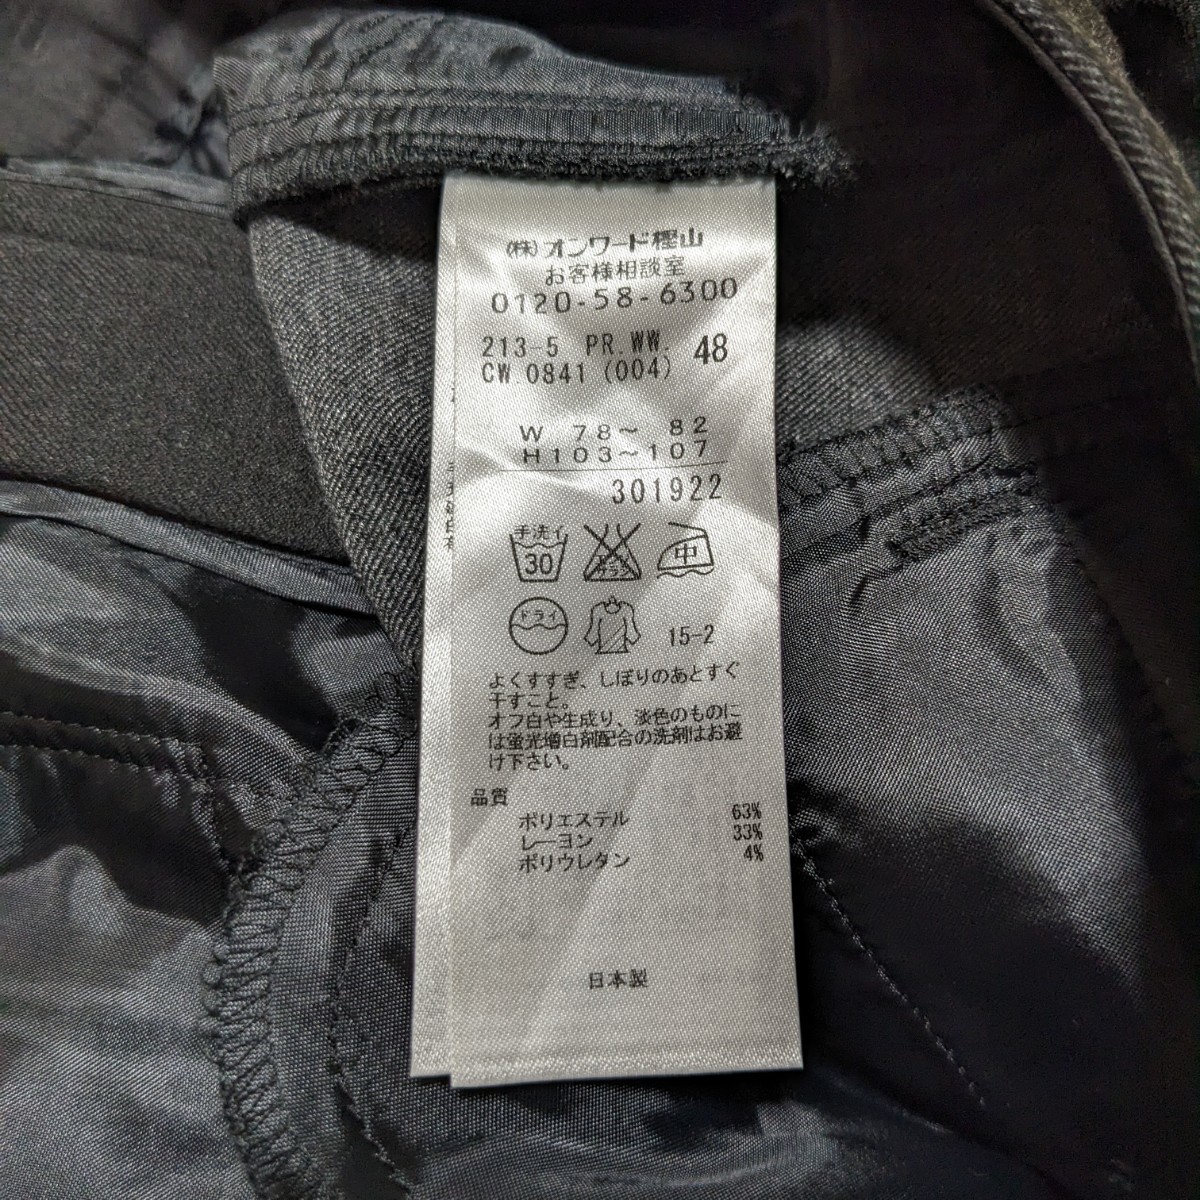 (株)オンワード樫山
お客様相談室
0120-58-6300
213-5 PR.WW. 48
CW 0841 (004)
W 78～ 82
H103～107
301922
手洗イ
30
中
ドライ
15-2
よくすすぎ、しぼりのあとすぐ
干すこと。
オフ白や生成り、淡色のものに
は蛍光増白剤配合の洗剤はお避
け下さい。
品質
ポリエステル 63%
レーヨン 33%
ポリウレタン 4%
日本製